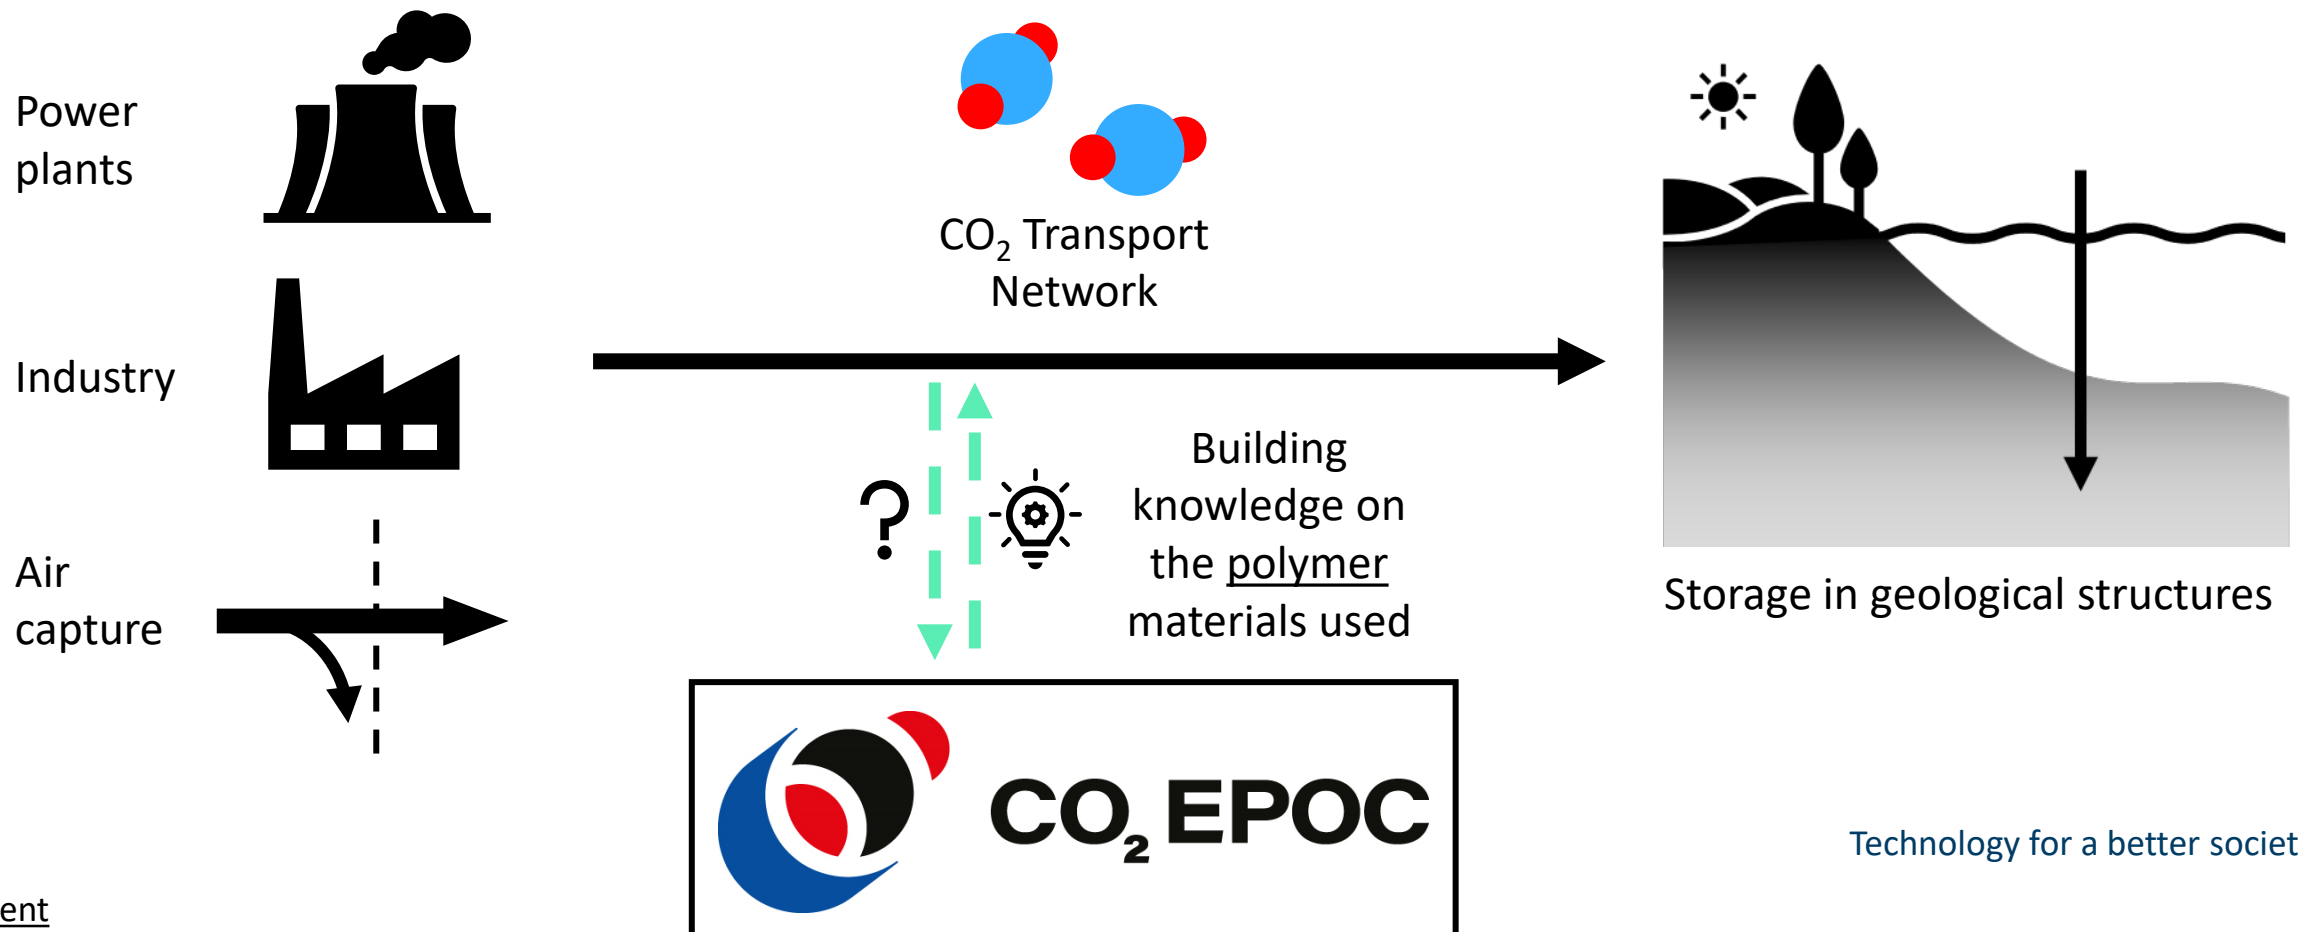 Power
plants
Industry
Air
capture
CO₂ Transport
Network
?
Building
knowledge on
the polymer
materials used
CO₂ EPOC
Storage in geological structures
Technology for a better societ
ent